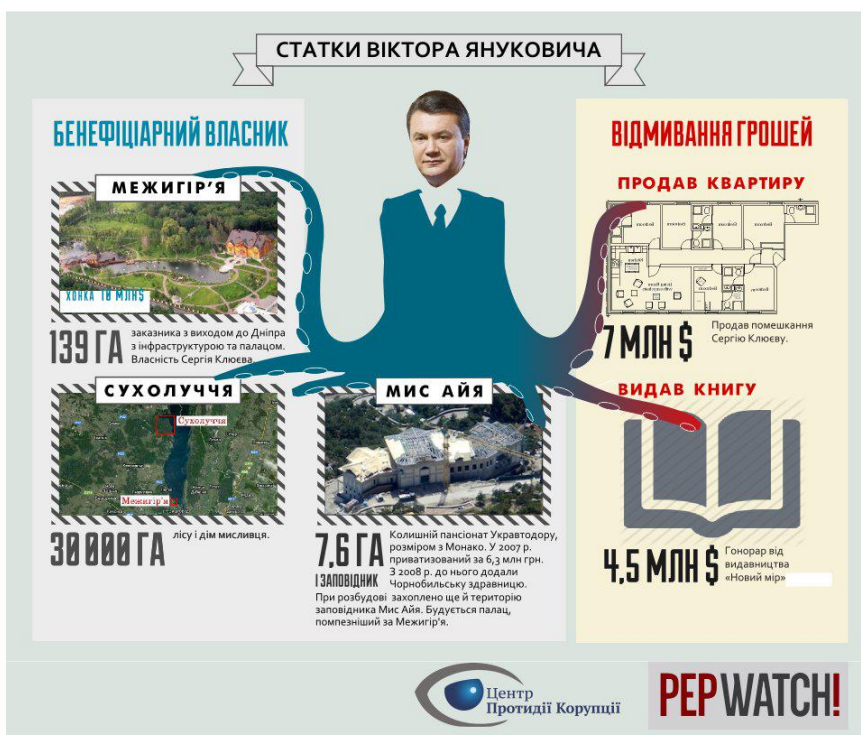 СТАТКИ ВІКТОРА ЯНУКОВИЧА
БЕНЕФІЦІАРНИЙ ВЛАСНИК
МЕЖИГІР'Я
ХОНКА 10 МЛН$
139 ГА
заказника з виходом до Дніпра
з інфраструктурою та палацом.
Власність Сергія Клюєва.
СУХОЛУЧЧЯ
Сухолуччя
Межигір'я
30 000 ГА
лісу і дім мисливця.
МИС АЙЯ
7,6 ГА
І ЗАПОВІДНИК
Колишній пансіонат Укравтодору,
розміром з Монако. У 2007 р.
приватизований за 6,3 млн грн.
З 2008 р. до нього додали
Чорнобильську здравницю.
При розбудові захоплено ще й територію
заповідника Мис Айя. Будується палац,
помпезніший за Межигір'я.
ВІДМИВАННЯ ГРОШЕЙ
ПРОДАВ КВАРТИРУ
7 МЛН $
Продав помешкання
Сергію Клюєву.
ВИДАВ КНИГУ
4,5 МЛН $
Гонорар від
видавництва
«Новий мір»
Центр
Протидії Корупції
PEPWATCH!